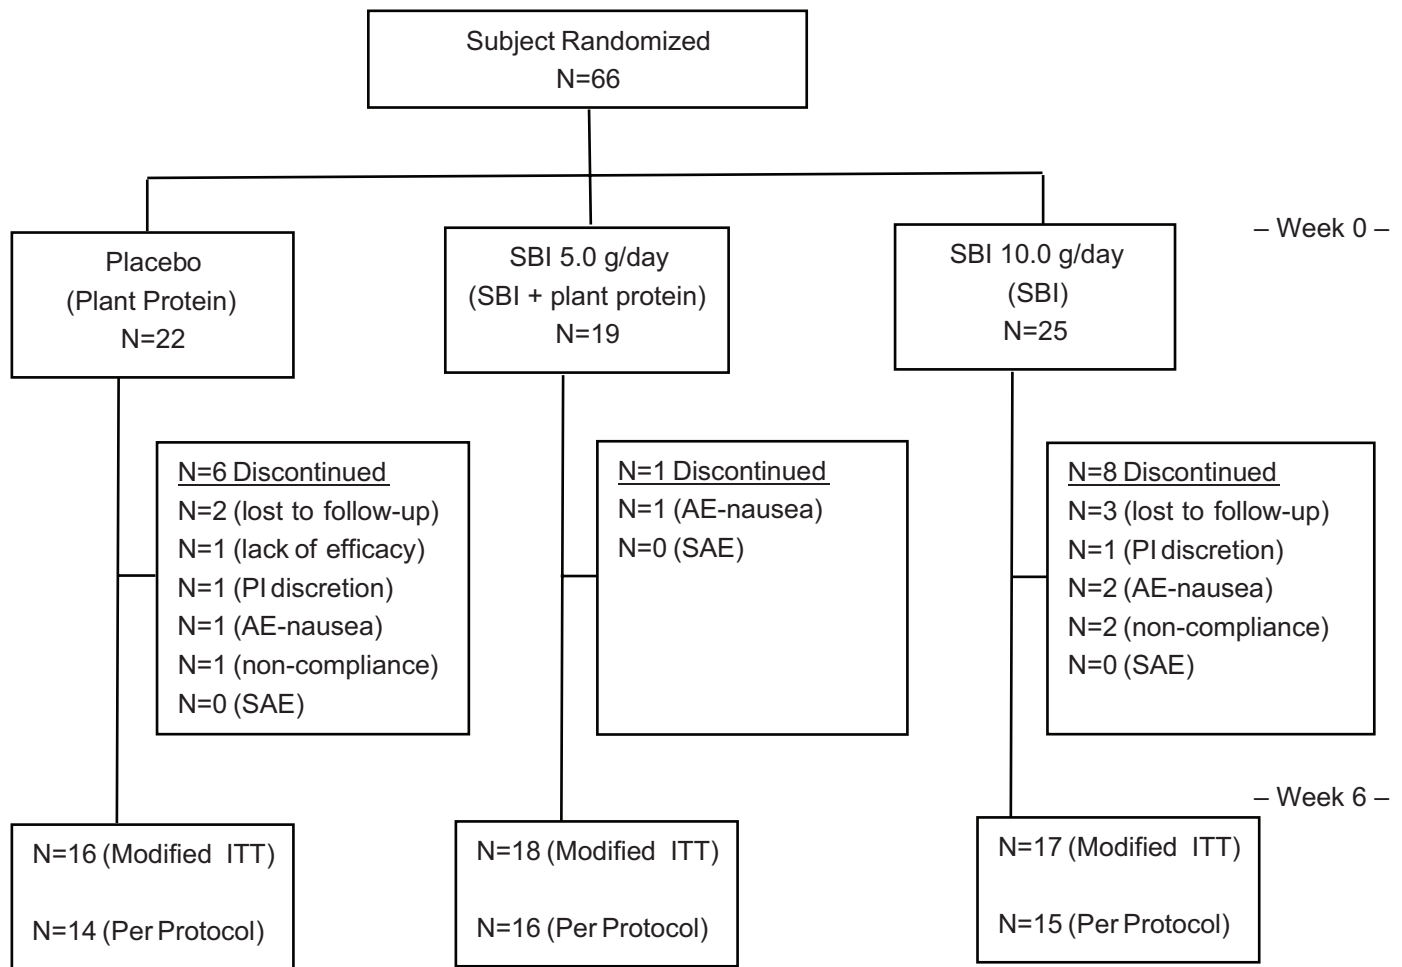 Subject Randomized
N=66
– Week 0 –
Placebo
(Plant Protein)
N=22
SBI 5.0 g/day
(SBI + plant protein)
N=19
SBI 10.0 g/day
(SBI)
N=25
N=6 Discontinued
N=2 (lost to follow-up)
N=1 (lack of efficacy)
N=1 (PI discretion)
N=1 (AE-nausea)
N=1 (non-compliance)
N=0 (SAE)
N=1 Discontinued
N=1 (AE-nausea)
N=0 (SAE)
N=8 Discontinued
N=3 (lost to follow-up)
N=1 (PI discretion)
N=2 (AE-nausea)
N=2 (non-compliance)
N=0 (SAE)
– Week 6 –
N=16 (Modified ITT)
N=14 (Per Protocol)
N=18 (Modified ITT)
N=16 (Per Protocol)
N=17 (Modified ITT)
N=15 (Per Protocol)